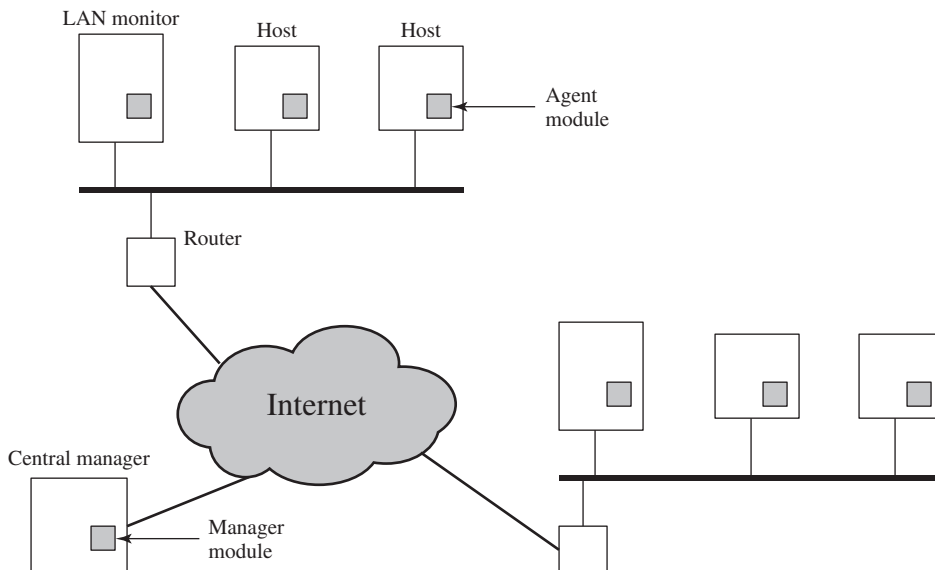 LAN monitor
Host
Host
Agent
module
Router
Internet
Central manager
Manager
module